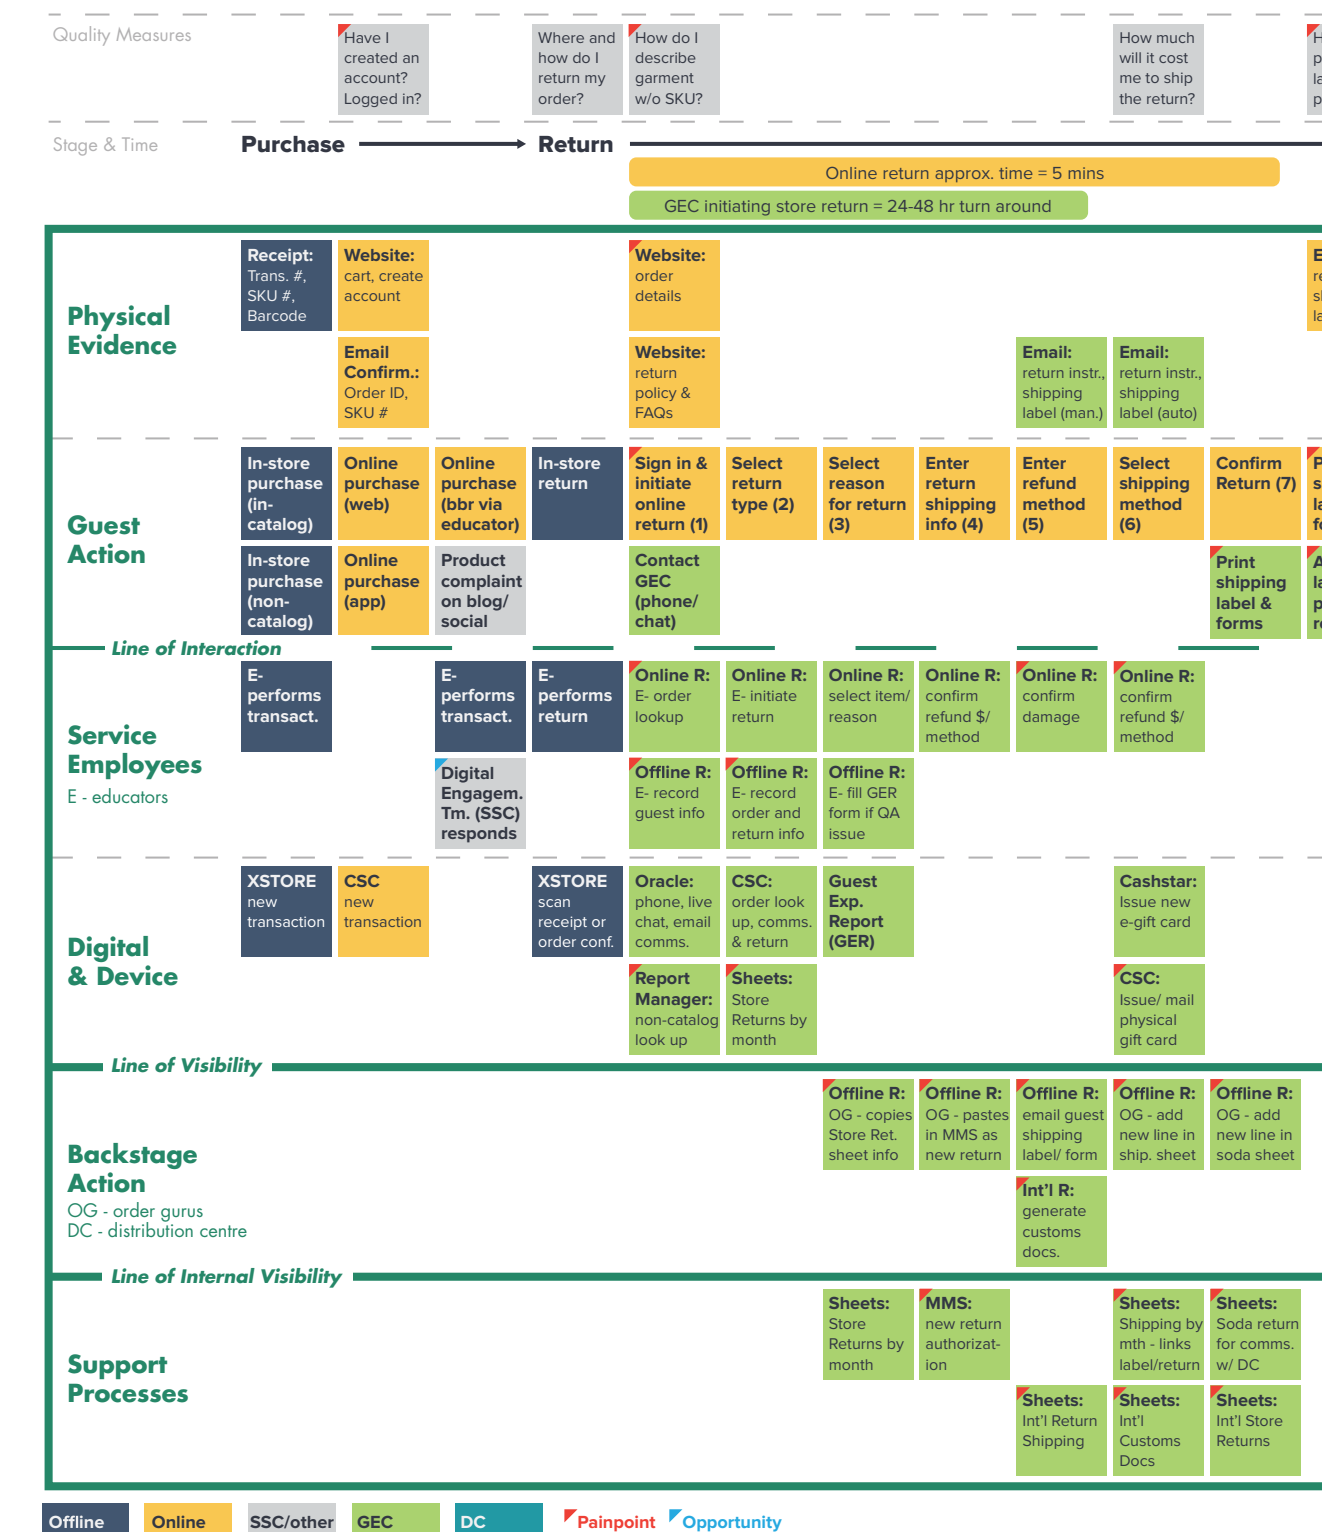 Quality Measures
Have I
created an
account?
Logged in?
Where and
how do I
return my
order?
How do I
describe
garment
w/o SKU?
How much
will it cost
me to ship
the return?
Stage & Time
Purchase
Return
Online return approx. time = 5 mins
GEC initiating store return = 24-48 hr turn around
Physical
Evidence
Receipt:
Trans. #,
SKU #,
Barcode
Website:
cart, create
account
Website:
order
details
Email
Confirm.:
Order ID,
SKU #
Website:
return
policy &
FAQs
Email:
return instr.,
shipping
label (man.)
Email:
return instr.,
shipping
label (auto)
Guest
Action
In-store
purchase
(in-
catalog)
Online
purchase
(web)
Online
purchase
(bbr via
educator)
In-store
return
Sign in &
initiate
online
return (1)
Select
return
type (2)
Select
reason
for return
(3)
Enter
return
shipping
info (4)
Enter
refund
method
(5)
Select
shipping
method
(6)
Confirm
Return (7)
In-store
purchase
(non-
catalog)
Online
purchase
(app)
Product
complaint
on blog/
social
Contact
GEC
(phone/
chat)
Print
shipping
label &
forms
Line of Interaction
Service
Employees
E - educators
E-
performs
transact.
E-
performs
transact.
E-
performs
return
Online R:
E- order
lookup
Online R:
E- initiate
return
Online R:
select item/
reason
Online R:
confirm
refund $/
method
Online R:
confirm
damage
Online R:
confirm
refund $/
method
Digital
Engagem.
Tm. (SSC)
responds
Offline R:
E- record
guest info
Offline R:
E- record
order and
return info
Offline R:
E- fill GER
form if QA
issue
Digital
& Device
XSTORE
new
transaction
CSC
new
transaction
XSTORE
scan
receipt or
order conf.
Oracle:
phone, live
chat, email
comms.
CSC:
order look
up, comms.
& return
Guest
Exp.
Report
(GER)
Cashstar:
Issue new
e-gift card
Report
Manager:
non-catalog
look up
Sheets:
Store
Returns by
month
CSC:
Issue/ mail
physical
gift card
Line of Visibility
Backstage
Action
OG - order gurus
DC - distribution centre
Offline R:
OG - copies
Store Ret.
sheet info
Offline R:
OG - pastes
in MMS as
new return
Offline R:
email guest
shipping
label/ form
Offline R:
OG - add
new line in
ship. sheet
Offline R:
OG - add
new line in
soda sheet
Int'l R:
generate
customs
docs.
Line of Internal Visibility
Support
Processes
Sheets:
Store
Returns by
month
MMS:
new return
authorizat-
ion
Sheets:
Shipping by
mth - links
label/return
Sheets:
Soda return
for comms.
w/ DC
Sheets:
Int'l Return
Shipping
Sheets:
Int'l
Customs
Docs
Sheets:
Int'l Store
Returns
Offline
Online
SSC/other
GEC
DC
Painpoint
Opportunity